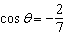 cos θ = −2/7